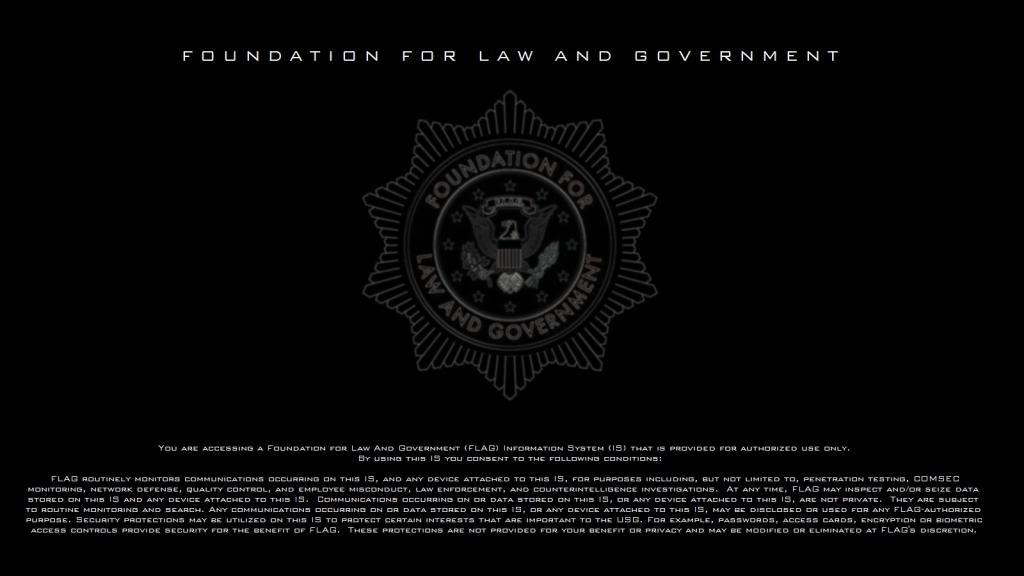 FOUNDATION FOR LAW AND GOVERNMENT
FOUNDATION FOR
LAW AND GOVERNMENT
You are accessing a Foundation for Law And Government (FLAG) Information System (IS) that is provided for authorized use only.
By using this IS you consent to the following conditions:
FLAG routinely monitors communications occurring on this IS, and any device attached to this IS, for purposes including, but not limited to, penetration testing, COMSEC
monitoring, network defense, quality control, and employee misconduct, law enforcement, and counterintelligence investigations. At any time, FLAG may inspect and/or seize data
stored on this IS and any device attached to this IS. Communications occurring on or data stored on this IS, or any device attached to this IS, are not private. They are subject
to routine monitoring and search. Any communications occurring on or data stored on this IS, or any device attached to this IS, may be disclosed or used for any FLAG-authorized
purpose. Security protections may be utilized on this IS to protect certain interests that are important to the USG. For example, passwords, access cards, encryption or biometric
access controls provide security for the benefit of FLAG. These protections are not provided for your benefit or privacy and may be modified or eliminated at FLAG's discretion.